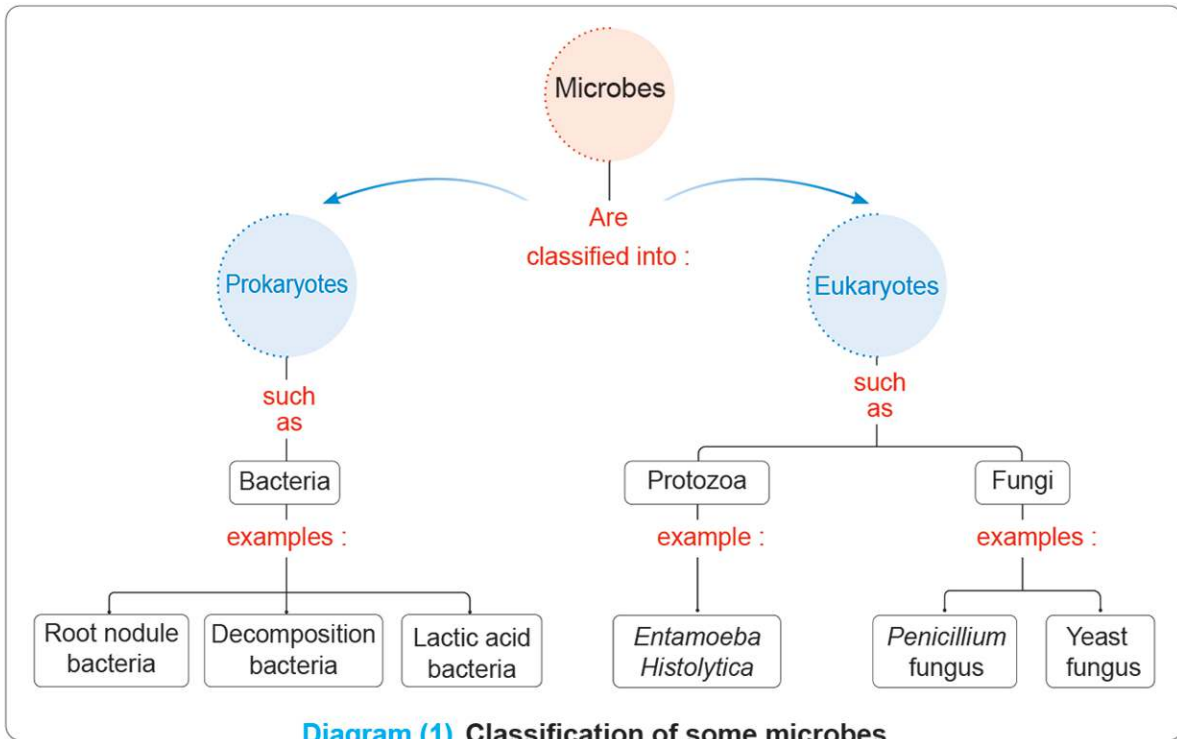 Microbes
Are
classified into :
Prokaryotes
Eukaryotes
such
as
such
as
Bacteria
Protozoa
Fungi
examples :
example :
examples :
Root nodule
bacteria
Decomposition
bacteria
Lactic acid
bacteria
Entamoeba
Histolytica
Penicillium
fungus
Yeast
fungus
Diagram (1) Classification of some microbes